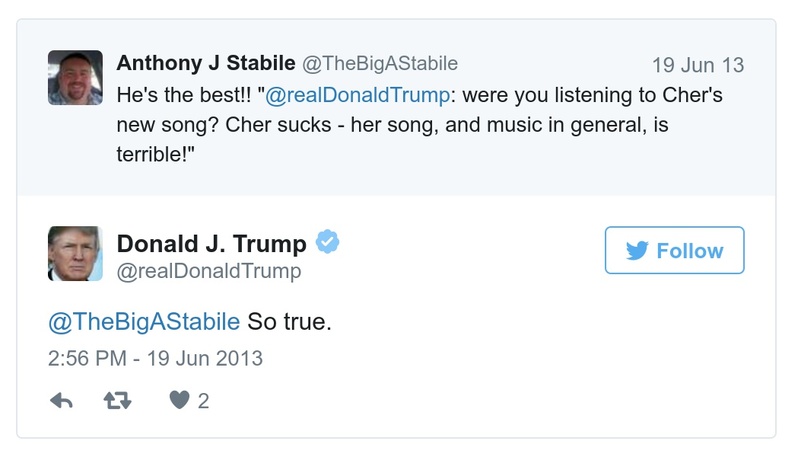 Anthony J Stabile @TheBigAStabile 19 Jun 13
He's the best!! "@realDonaldTrump: were you listening to Cher's
new song? Cher sucks - her song, and music in general, is
terrible!"
Donald J. Trump
@realDonaldTrump
Follow
@TheBigAStabile So true.
2:56 PM - 19 Jun 2013
2